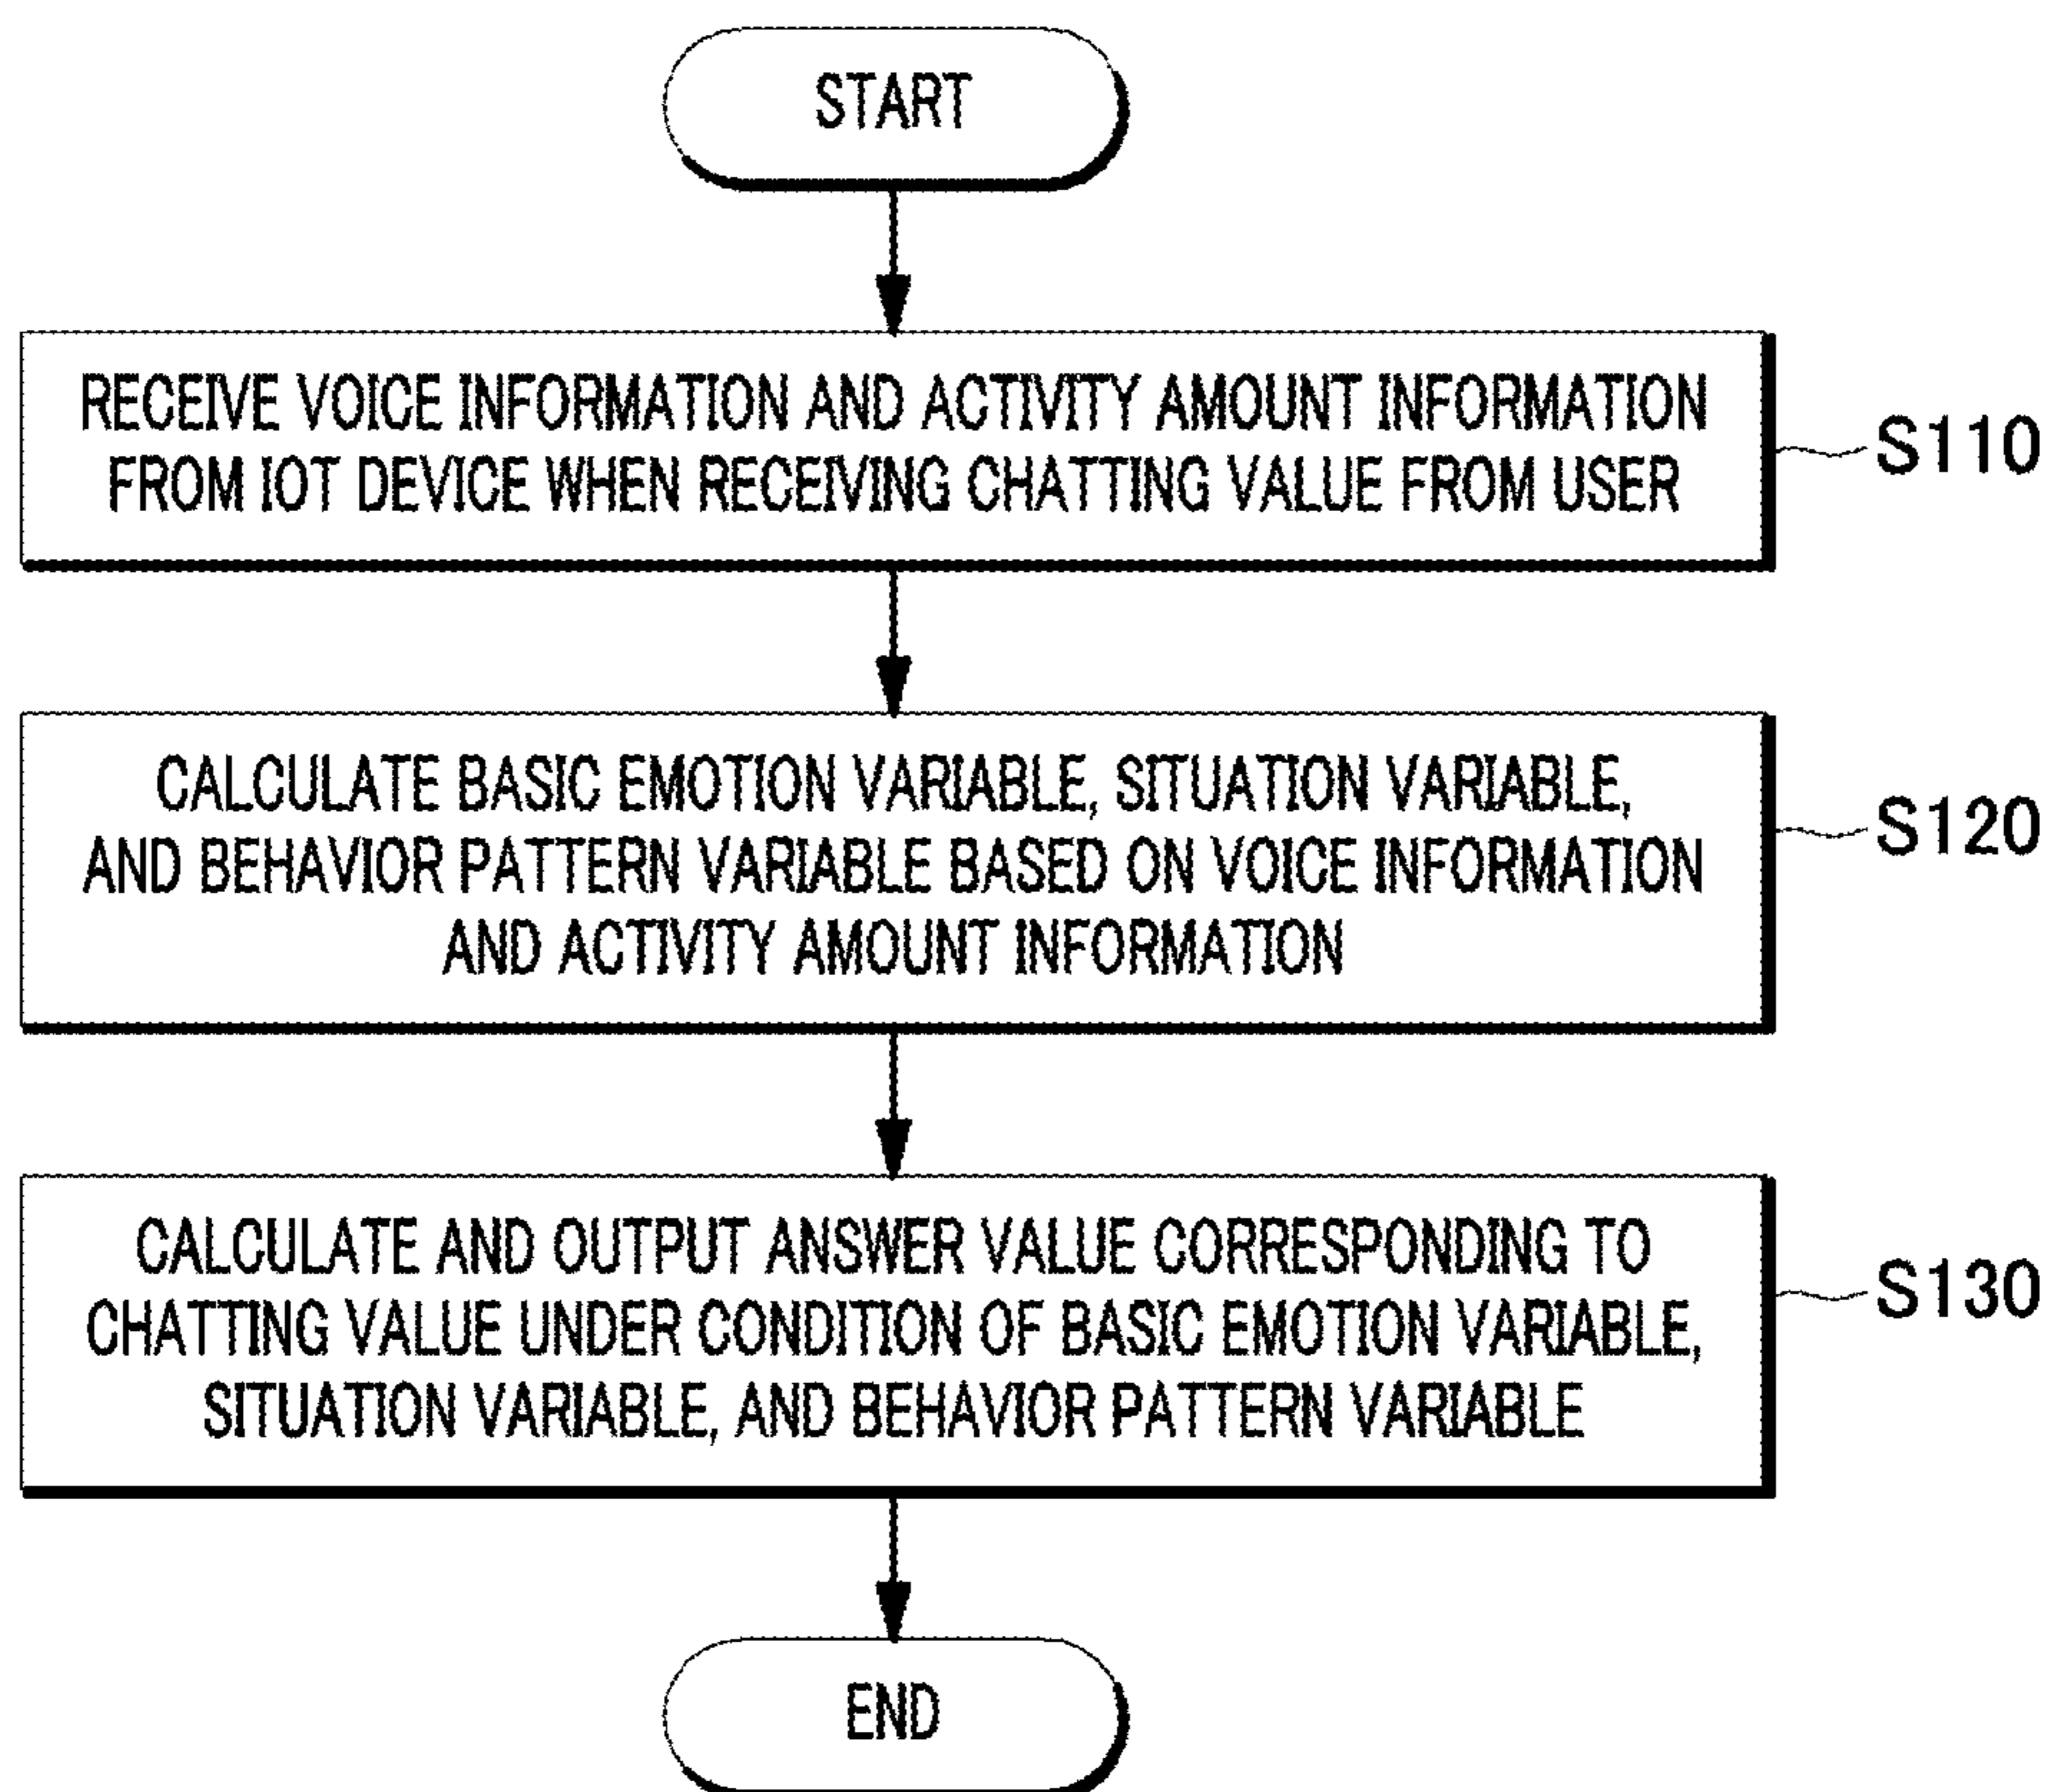 START
RECEIVE VOICE INFORMATION AND ACTIVITY AMOUNT INFORMATION
FROM IOT DEVICE WHEN RECEIVING CHATTING VALUE FROM USER
S110
CALCULATE BASIC EMOTION VARIABLE, SITUATION VARIABLE,
AND BEHAVIOR PATTERN VARIABLE BASED ON VOICE INFORMATION
AND ACTIVITY AMOUNT INFORMATION
S120
CALCULATE AND OUTPUT ANSWER VALUE CORRESPONDING TO
CHATTING VALUE UNDER CONDITION OF BASIC EMOTION VARIABLE,
SITUATION VARIABLE, AND BEHAVIOR PATTERN VARIABLE
S130
END